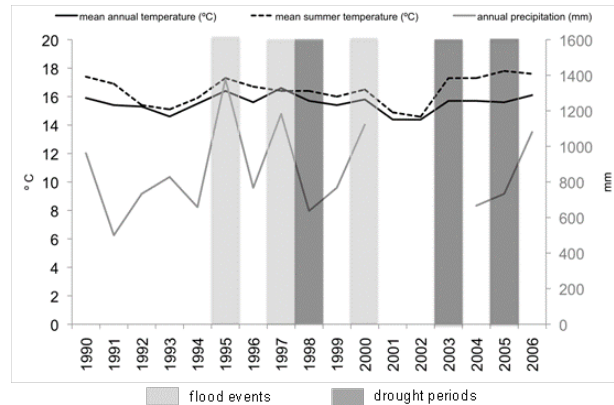 mean annual temperature (ºC) mean summer temperature (ºC) annual precipitation (mm)
20 1600
18 1400
16 1200
14 1000
12 800
10 600
8 400
6 200
4 0
2
0
º C
mm
1990 1991 1992 1993 1994 1995 1996 1997 1998 1999 2000 2001 2002 2003 2004 2005 2006
flood events drought periods